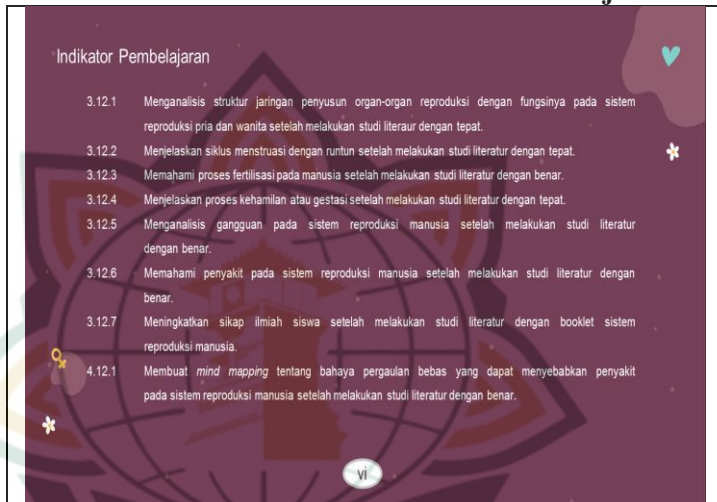 Indikator Pembelajaran
3.12.1 Menganalisis struktur jaringan penyusun organ-organ reproduksi dengan fungsinya pada sistem
reproduksi pria dan wanita setelah melakukan studi literaur dengan tepat.
3.12.2 Menjelaskan siklus menstruasi dengan runtun setelah melakukan studi literatur dengan tepat.
3.12.3 Memahami proses fertilisasi pada manusia setelah melakukan studi literatur dengan benar.
3.12.4 Menjelaskan proses kehamilan atau gestasi setelah melakukan studi literatur dengan tepat.
3.12.5 Menganalisis gangguan pada sistem reproduksi manusia setelah melakukan studi literatur
dengan benar.
3.12.6 Memahami penyakit pada sistem reproduksi manusia setelah melakukan studi literatur dengan
benar.
3.12.7 Meningkatkan sikap ilmiah siswa setelah melakukan studi literatur dengan booklet sistem
reproduksi manusia.
4.12.1 Membuat mind mapping tentang bahaya pergaulan bebas yang dapat menyebabkan penyakit
pada sistem reproduksi manusia setelah melakukan studi literatur dengan benar.
vi